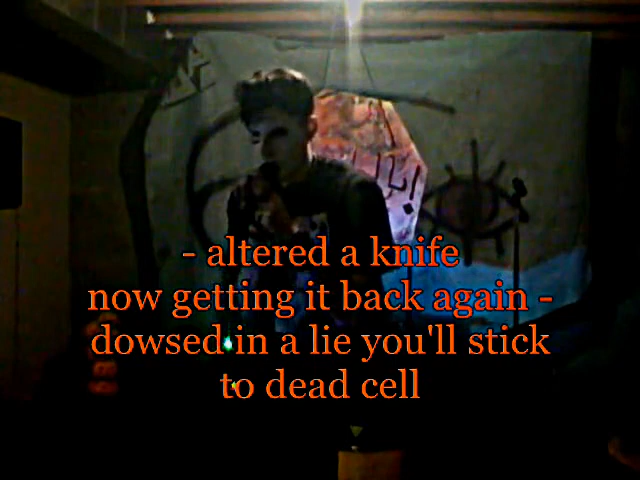 - altered a knife
now getting it back again -
dowsed in a lie you'll stick
to dead cell